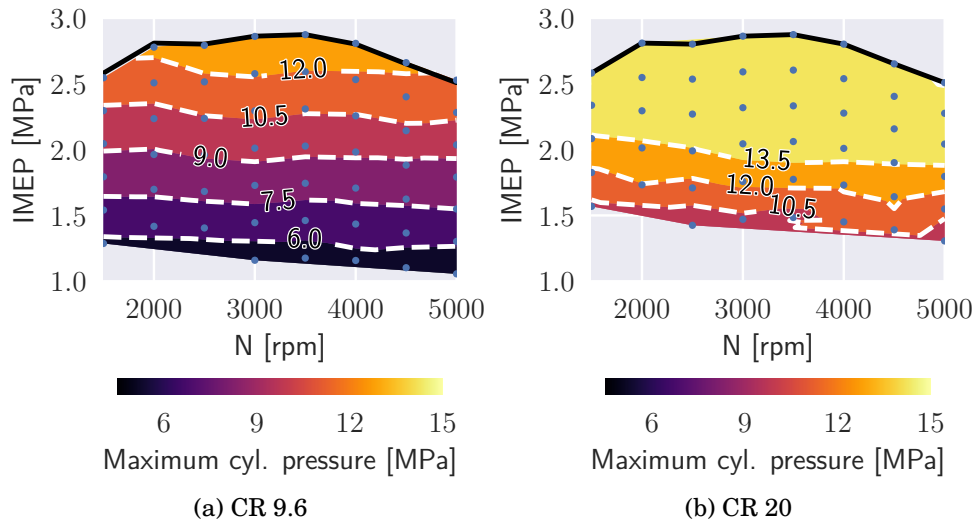 3.0
2.5
2.0
1.5
1.0
IMEP [MPa]
12.0
10.5
9.0
7.5
6.0
2000 3000 4000 5000
N [rpm]
6 9 12 15
Maximum cyl. pressure [MPa]
(a) CR 9.6
3.0
2.5
2.0
1.5
1.0
IMEP [MPa]
13.5
12.0
10.5
2000 3000 4000 5000
N [rpm]
6 9 12 15
Maximum cyl. pressure [MPa]
(b) CR 20